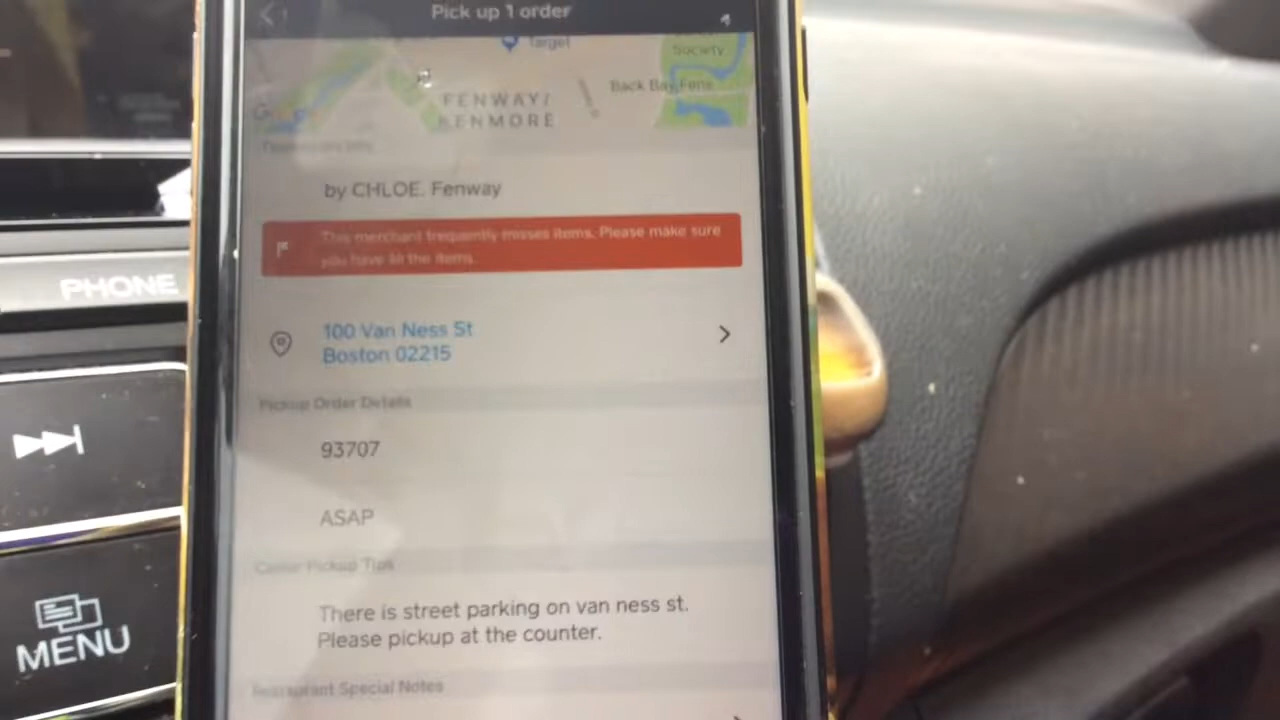 Pick up 1 order
Target
Society
Back Bay Fens
FENWAY/
KENMORE
by CHLOE. Fenway
This merchant frequently misses items. Please make sure
you have all the items.
PHONE
100 Van Ness St
Boston 02215
Pickup Order Details
93707
ASAP
Pickup Tips
There is street parking on van ness st.
Please pickup at the counter.
MENU
Restaurant Special Notes